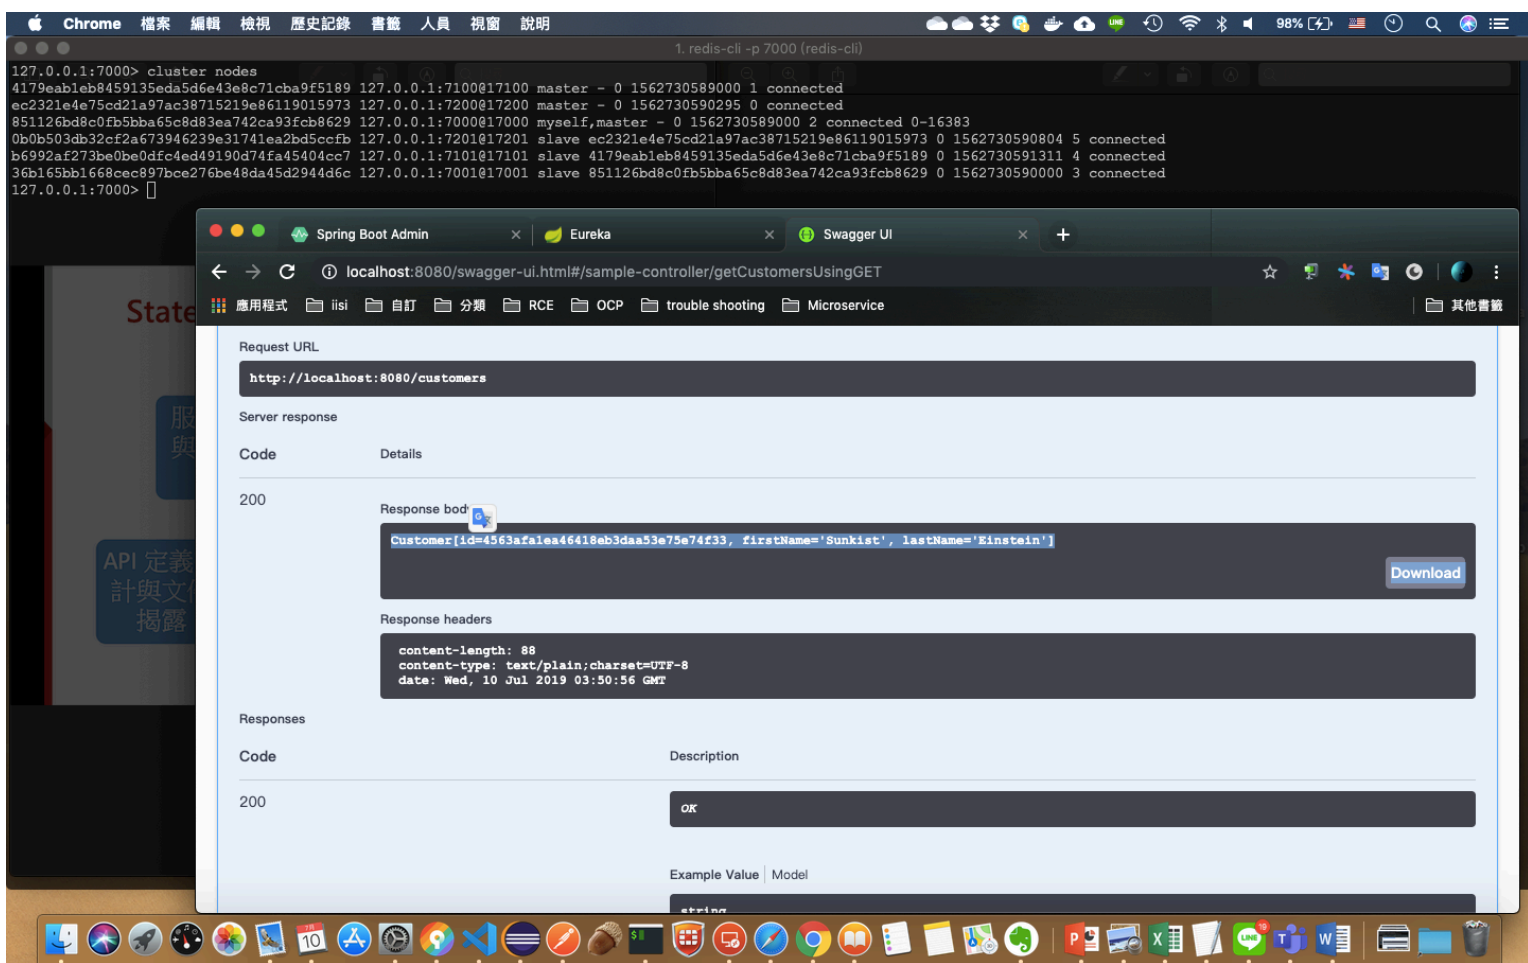 Chrome 檔案 編輯 檢視 歷史記錄 書籤 人員 視窗 說明 98%
1. redis-cli -p 7000 (redis-cli)
127.0.0.1:7000> cluster nodes
4179eab1eb8459135eda5d6e43e8c71cba9f5189 127.0.0.1:7100@17100 master - 0 1562730589000 1 connected
ec2321e4e75cd21a97ac38715219e86119015973 127.0.0.1:7200@17200 master - 0 1562730590295 0 connected
851126bd8c0fb5bba65c8d83ea742ca93fcb8629 127.0.0.1:7000@17000 myself,master - 0 1562730589000 2 connected 0-16383
0b0b503db32cf2a673946239e31741ea2bd5ccfb 127.0.0.1:7201@17201 slave ec2321e4e75cd21a97ac38715219e86119015973 0 1562730590804 5 connected
b6992af273be0be0dfc4ed49190d74fa45404cc7 127.0.0.1:7101@17101 slave 4179eab1eb8459135eda5d6e43e8c71cba9f5189 0 1562730591311 4 connected
36b165bb1668cec897bce276be48da45d2944d6c 127.0.0.1:7001@17001 slave 851126bd8c0fb5bba65c8d83ea742ca93fcb8629 0 1562730590000 3 connected
127.0.0.1:7000>
Spring Boot Admin Eureka Swagger UI
localhost:8080/swagger-ui.html#/sample-controller/getCustomersUsingGET
應用程式 iisi 自訂 分類 RCE OCP trouble shooting Microservice 其他書籤
State
服
與
API 定義
計與文件
揭露
Request URL
http://localhost:8080/customers
Server response
Code Details
200
Response body
Customer[id=4563afa1ea46418eb3daa53e75e74f33, firstName='Sunkist', lastName='Einstein']
Download
Response headers
content-length: 88
content-type: text/plain;charset=UTF-8
date: Wed, 10 Jul 2019 03:50:56 GMT
Responses
Code Description
200
OK
Example Value Model
string
10